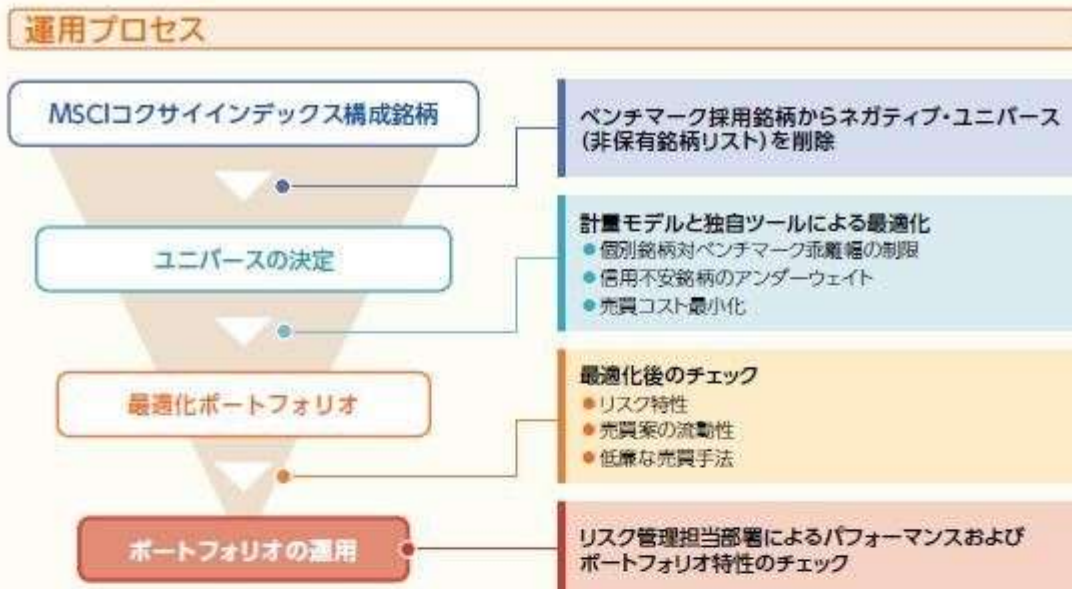 運用プロセス
MSCIコクサイインデックス構成銘柄
ベンチマーク採用銘柄からネガティブ・ユニバース
(非保有銘柄リスト)を削除
ユニバースの決定
計量モデルと独自ツールによる最適化
●個別銘柄対ベンチマーク乖離幅の制限
●信用不安銘柄のアンダーウェイト
●売買コスト最小化
最適化ポートフォリオ
最適化後のチェック
●リスク特性
●売買案の流動性
●低廉な売買手法
ポートフォリオの運用
リスク管理担当部署によるパフォーマンスおよび
ポートフォリオ特性のチェック